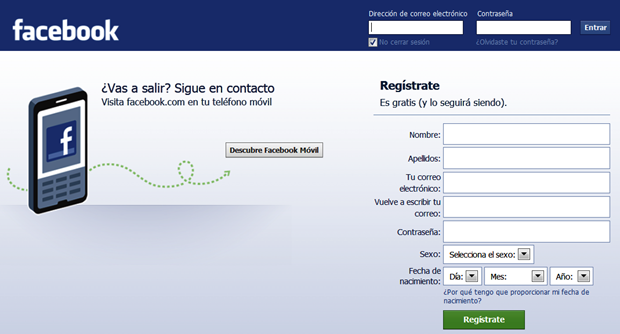 facebook
Dirección de correo electrónico
Contraseña
Entrar
No cerrar sesión
¿Olvidaste tu contraseña?
¿Vas a salir? Sigue en contacto
Visita facebook.com en tu teléfono móvil
f
Descubre Facebook Móvil
Regístrate
Es gratis (y lo seguirá siendo).
Nombre:
Apellidos:
Tu correo
electrónico:
Vuelve a escribir tu
correo:
Contraseña:
Sexo: Selecciona el sexo:
Fecha de
nacimiento: Día: Mes: Año:
¿Por qué tengo que proporcionar mi fecha de
nacimiento?
Regístrate